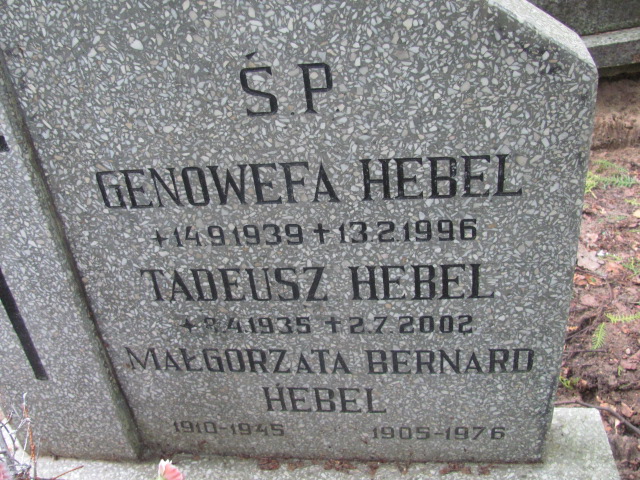 Ś.P.
GENOWEFA HEBEL
+14.9.1939 +13.2.1996
TADEUSZ HEBEL
+8.4.1935 +2.7.2002
MAŁGORZATA BERNARD
HEBEL
1910-1945 1905-1976